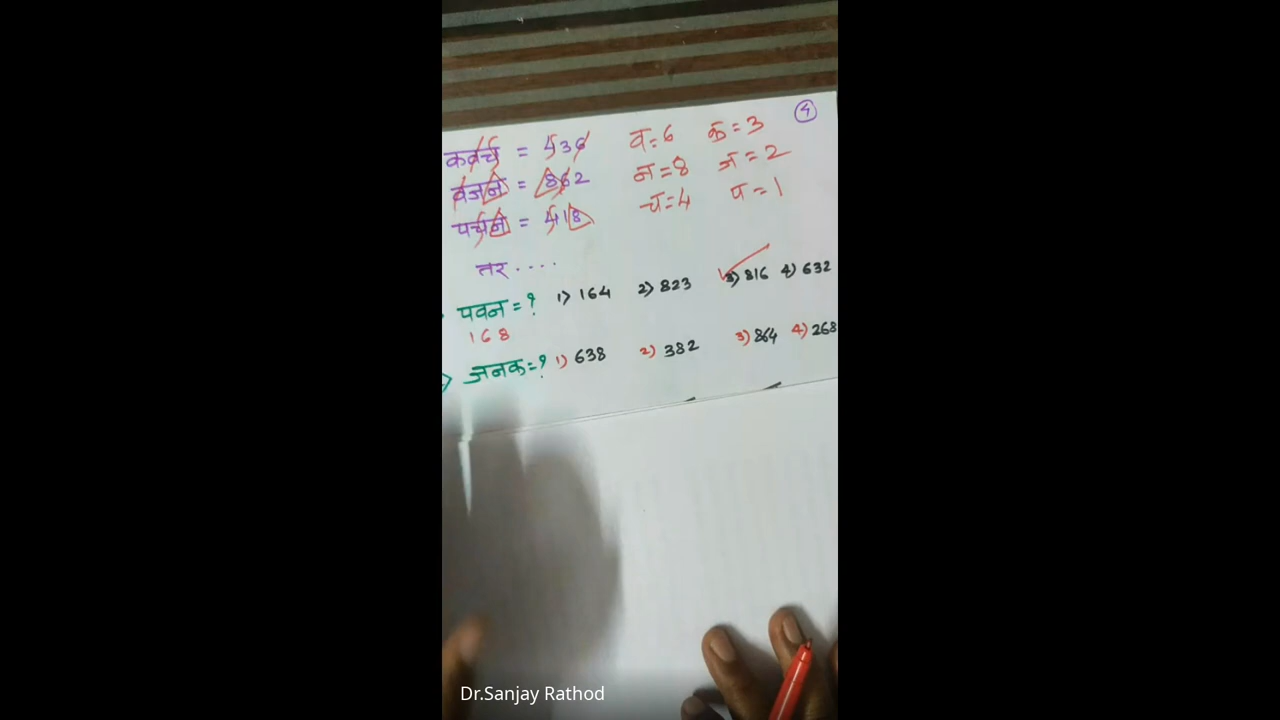 कवच = 436 व=6 क=3 4
वजन = 862 न=8 ज=2
पचन = 418 च=4 प=1
तर....
पवन=? 1) 164 2) 823 3) 816 4) 632
168
जनक=? 1) 638 2) 382 3) 864 4) 268
Dr.Sanjay Rathod